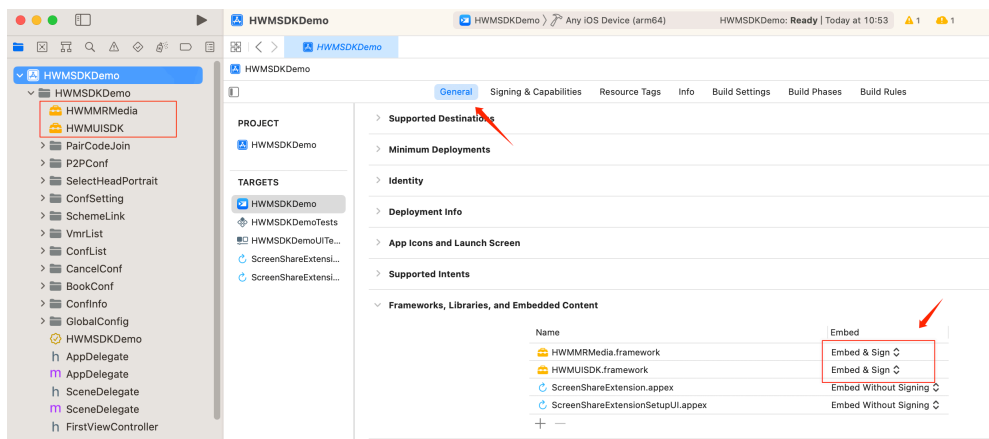 HWMSDKDemo
HWMSDKDemo 〉 Any iOS Device (arm64)
HWMSDKDemo: Ready | Today at 10:53
1
1
HWMSDKDemo
HWMSDKDemo
HWMSDKDemo
HWMMRMedia
HWMUISDK
PairCodeJoin
P2PConf
SelectHeadPortrait
ConfSetting
SchemeLink
VmrList
ConfList
CancelConf
BookConf
ConfInfo
GlobalConfig
HWMSDKDemo
h AppDelegate
m AppDelegate
h SceneDelegate
m SceneDelegate
h FirstViewController
HWMSDKDemo
General Signing & Capabilities Resource Tags Info Build Settings Build Phases Build Rules
PROJECT
HWMSDKDemo
TARGETS
HWMSDKDemo
HWMSDKDemoTests
HWMSDKDemoUITe...
ScreenShareExtensi...
ScreenShareExtensi...
Supported Destinations
Minimum Deployments
Identity
Deployment Info
App Icons and Launch Screen
Supported Intents
Frameworks, Libraries, and Embedded Content
Name Embed
HWMMRMedia.framework Embed & Sign
HWMUISDK.framework Embed & Sign
ScreenShareExtension.appex Embed Without Signing
ScreenShareExtensionSetupUI.appex Embed Without Signing